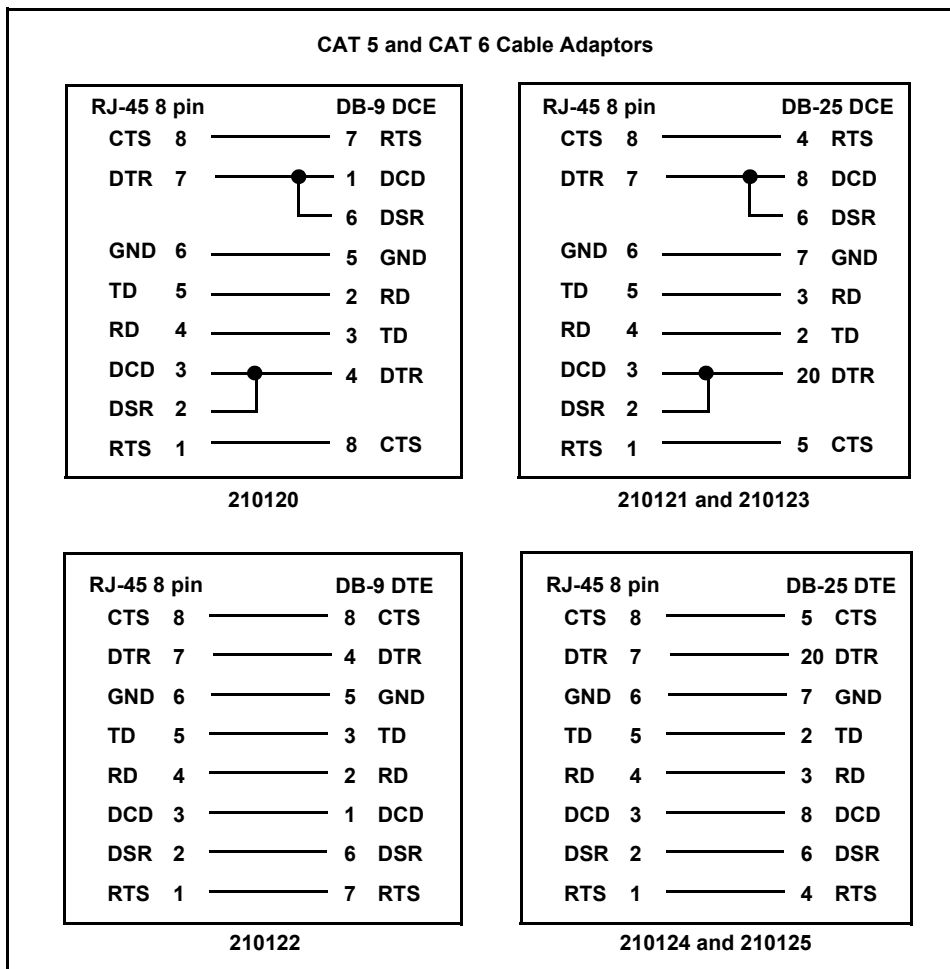 CAT 5 and CAT 6 Cable Adaptors
RJ-45 8 pin DB-9 DCE
CTS 8 7 RTS
DTR 7 1 DCD
6 DSR
GND 6 5 GND
TD 5 2 RD
RD 4 3 TD
DCD 3 4 DTR
DSR 2
RTS 1 8 CTS
210120
RJ-45 8 pin DB-25 DCE
CTS 8 4 RTS
DTR 7 8 DCD
6 DSR
GND 6 7 GND
TD 5 3 RD
RD 4 2 TD
DCD 3 20 DTR
DSR 2
RTS 1 5 CTS
210121 and 210123
RJ-45 8 pin DB-9 DTE
CTS 8 8 CTS
DTR 7 4 DTR
GND 6 5 GND
TD 5 3 TD
RD 4 2 RD
DCD 3 1 DCD
DSR 2 6 DSR
RTS 1 7 RTS
210122
RJ-45 8 pin DB-25 DTE
CTS 8 5 CTS
DTR 7 20 DTR
GND 6 7 GND
TD 5 2 TD
RD 4 3 RD
DCD 3 8 DCD
DSR 2 6 DSR
RTS 1 4 RTS
210124 and 210125